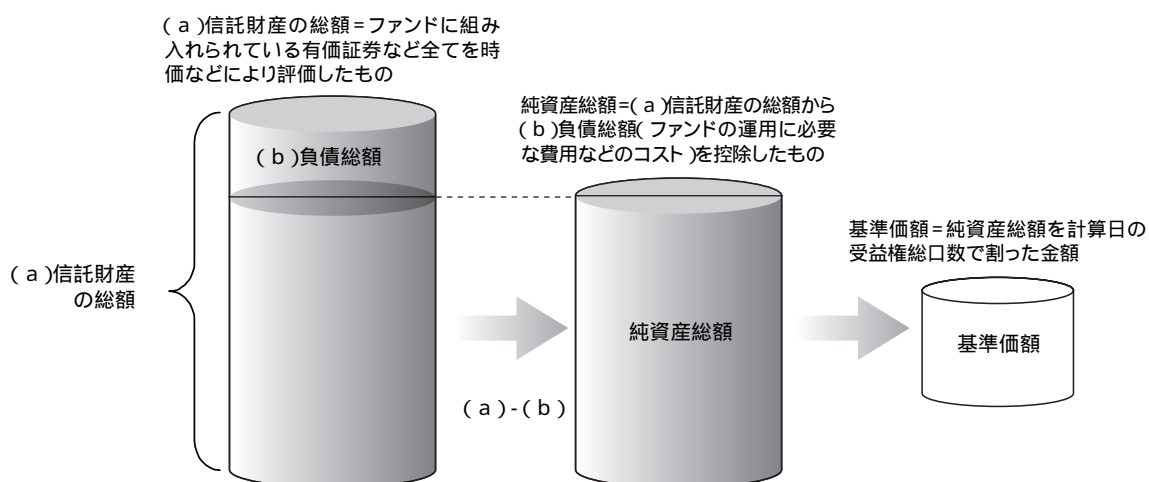 (a)信託財産の総額=ファンドに組み
入れられている有価証券など全てを時
価などにより評価したもの
純資産総額=(a)信託財産の総額から
(b)負債総額(ファンドの運用に必要
な費用などのコスト)を控除したもの
(b)負債総額
基準価額=純資産総額を計算日の
受益権総口数で割った金額
(a)信託財産
の総額
純資産総額
基準価額
(a)-(b)